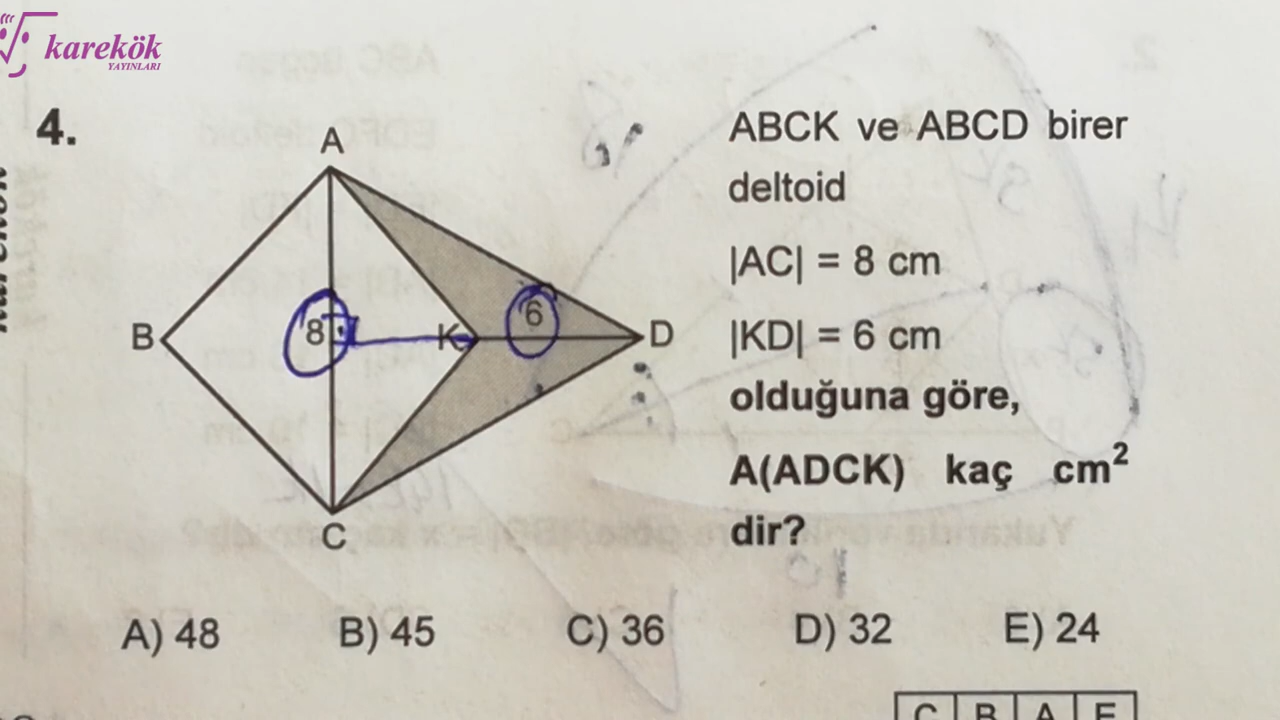 karekök
YAYINLARI
4.
ABCK ve ABCD birer
deltoid
|AC| = 8 cm
|KD| = 6 cm
olduğuna göre,
A(ADCK) kaç cm²
dir?
A
B
8
K
6
D
C
A) 48
B) 45
C) 36
D) 32
E) 24
C B A E